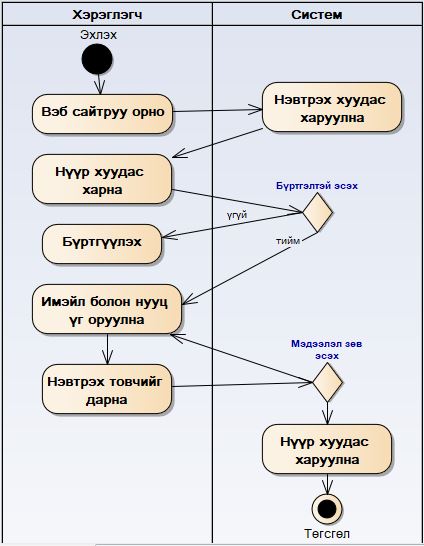 Хэрэглэгч
Систем
Эхлэх
Вэб сайтруу орно
Нэвтрэх хуудас
харуулна
Нүүр хуудас
харна
Бүртгэлтэй эсэх
үгүй
Бүртгүүлэх
тийм
Имэйл болон нууц
үг оруулна
Мэдээлэл зөв
эсэх
Нэвтрэх товчийг
дарна
Нүүр хуудас
харуулна
Төгсгөл